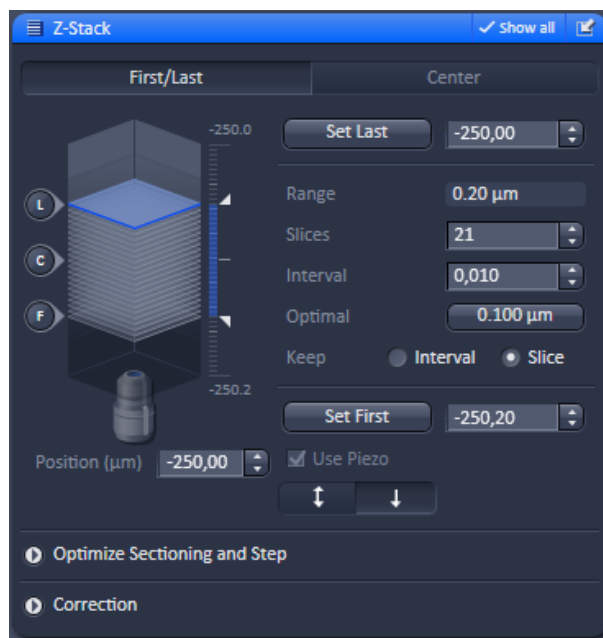 Z-Stack Show all
First/Last Center
-250.0
Set Last -250,00
Range 0.20 µm
L
Slices 21
C
Interval 0,010
F
Optimal 0.100 µm
Keep Interval Slice
-250.2
Set First -250,20
Position (µm) -250,00 Use Piezo
Optimize Sectioning and Step
Correction